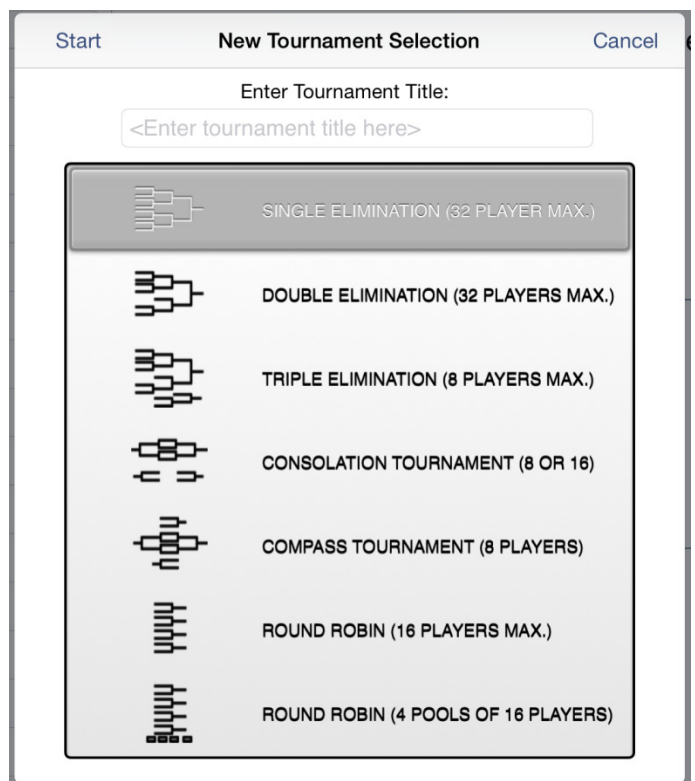 Start New Tournament Selection Cancel
Enter Tournament Title:
<Enter tournament title here>
SINGLE ELIMINATION (32 PLAYER MAX.)
DOUBLE ELIMINATION (32 PLAYERS MAX.)
TRIPLE ELIMINATION (8 PLAYERS MAX.)
CONSOLATION TOURNAMENT (8 OR 16)
COMPASS TOURNAMENT (8 PLAYERS)
ROUND ROBIN (16 PLAYERS MAX.)
ROUND ROBIN (4 POOLS OF 16 PLAYERS)